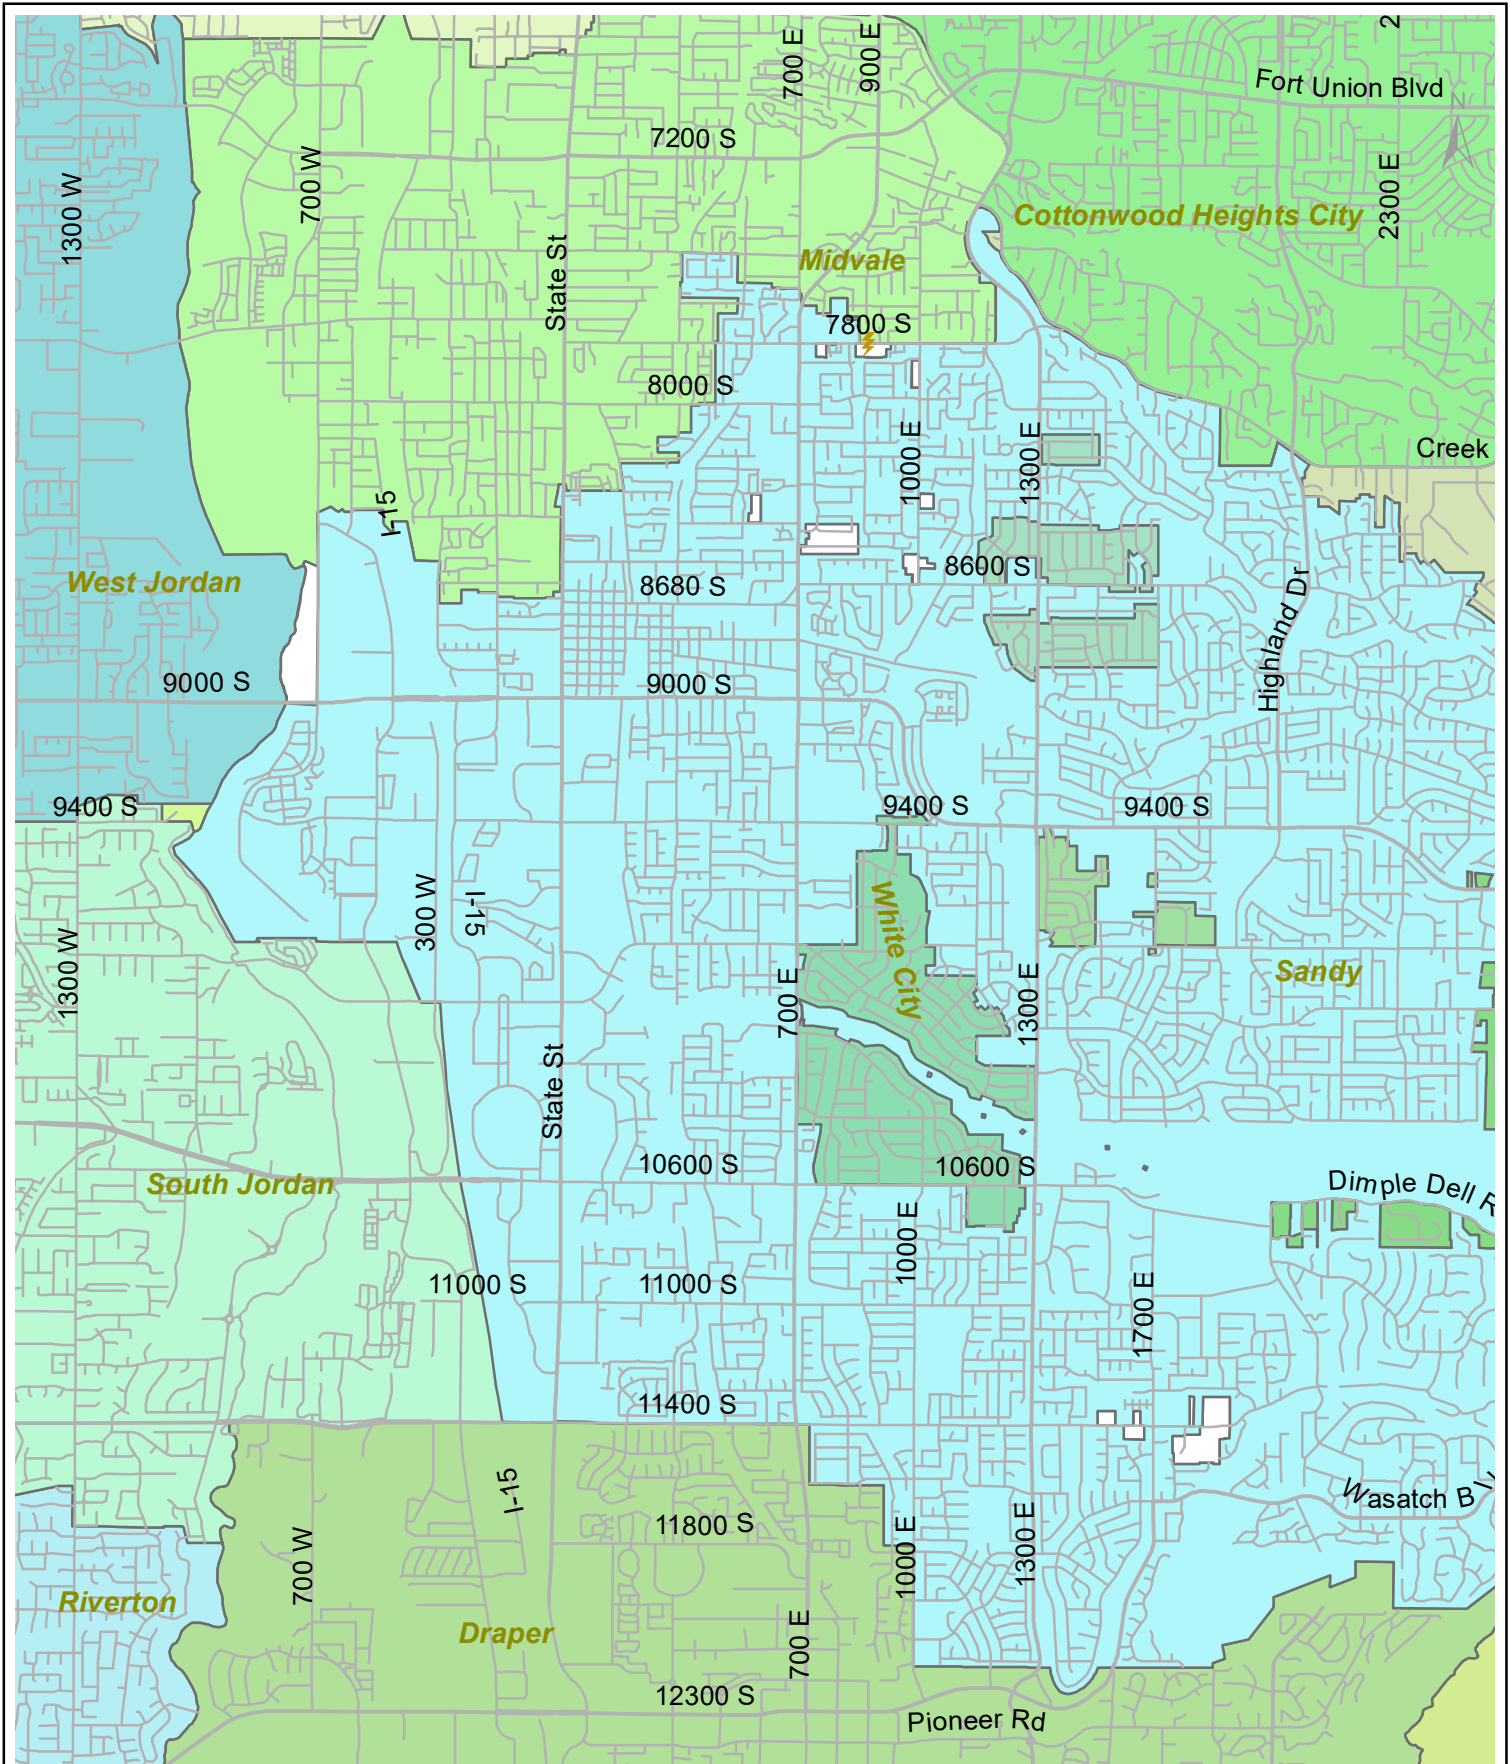 2
700 E
900 E
Fort Union Blvd
N
7200 S
700 W
1300 W
2300 E
Cottonwood Heights City
State St
Midvale
7800 S
8000 S
Creek
1000 E
1300 E
I-15
8600 S
West Jordan
8680 S
Highland Dr
9000 S
9000 S
9400 S
9400 S
9400 S
300 W
I-15
White City
1300 W
Sandy
700 E
1300 E
State St
10600 S
10600 S
South Jordan
Dimple Dell R
1000 E
11000 S
11000 S
1700 E
11400 S
I-15
Wasatch Blv
11800 S
700 W
1000 E
1300 E
Riverton
Draper
700 E
12300 S
Pioneer Rd